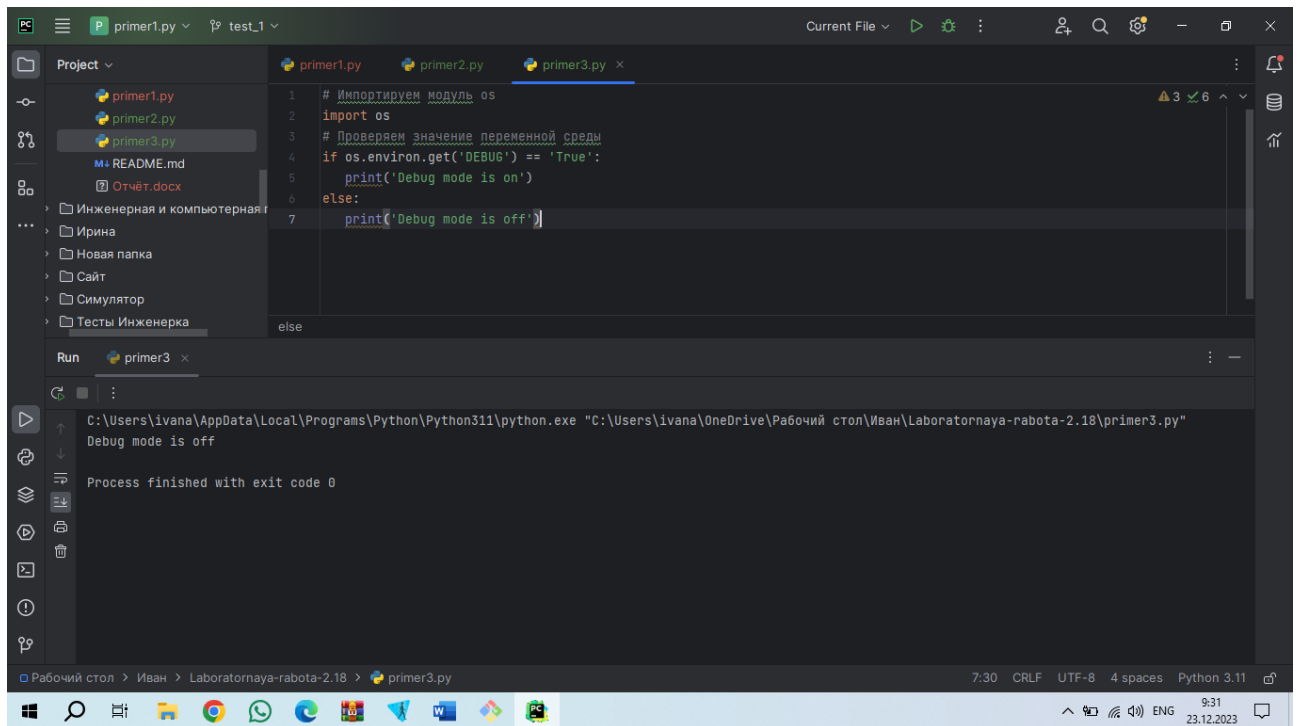 PC P primer1.py test_1 Current File
Project primer1.py primer2.py primer3.py
primer1.py
primer2.py
primer3.py
M↓ README.md
Отчёт.docx
Инженерная и компьютерная г
Ирина
Новая папка
Сайт
Симулятор
Тесты Инженерка
1 # Импортируем модуль os
2 import os
3 # Проверяем значение переменной среды
4 if os.environ.get('DEBUG') == 'True':
5 print('Debug mode is on')
6 else:
7 print('Debug mode is off')
3 6
else
Run primer3
C:\Users\ivana\AppData\Local\Programs\Python\Python311\python.exe "C:\Users\ivana\OneDrive\Рабочий стол\Иван\Laboratornaya-rabota-2.18\primer3.py"
Debug mode is off
Process finished with exit code 0
Рабочий стол > Иван > Laboratornaya-rabota-2.18 > primer3.py 7:30 CRLF UTF-8 4 spaces Python 3.11
ENG 9:31
23.12.2023